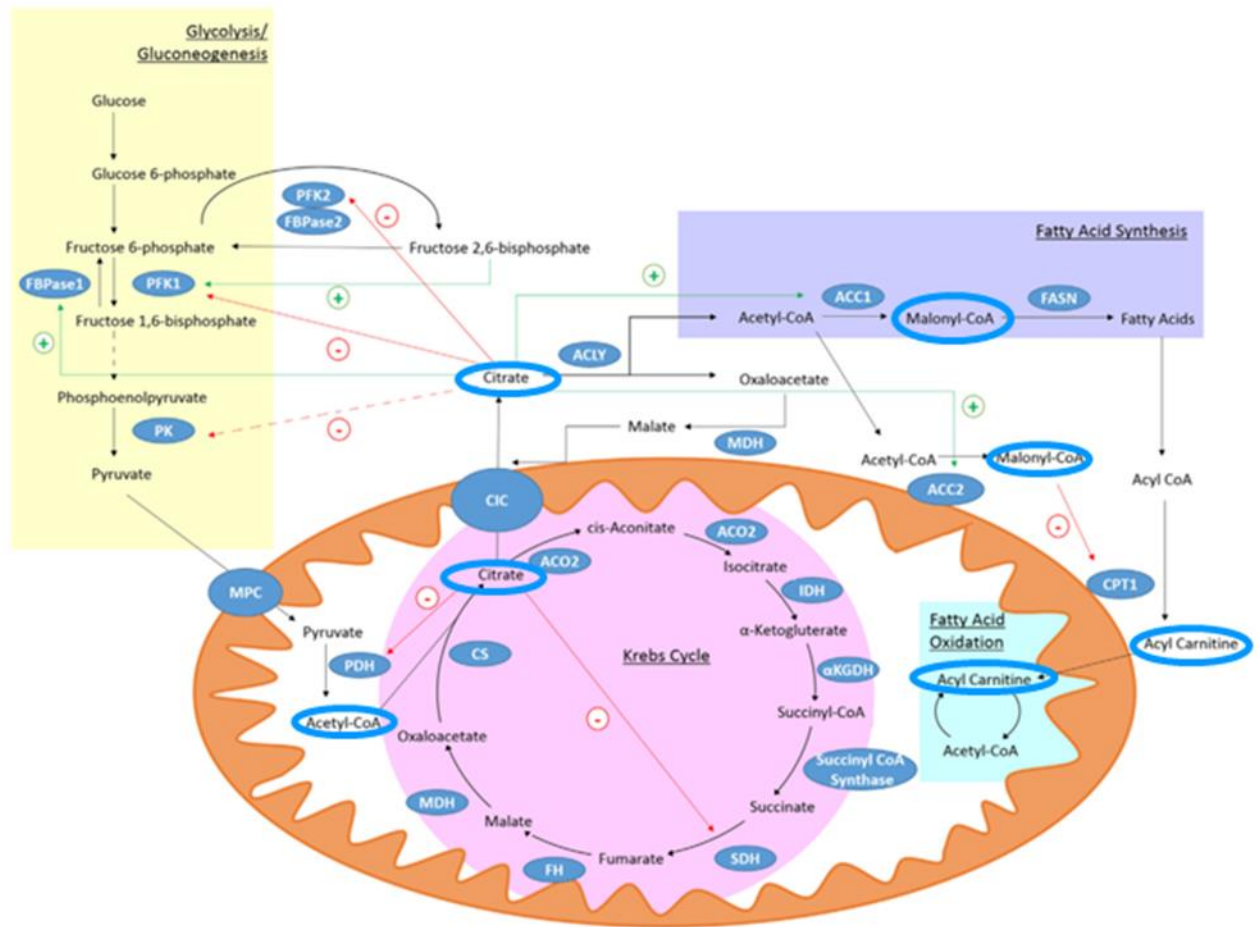 Glycolysis/
Gluconeogenesis
Glucose
Glucose 6-phosphate
PFK2
-
FBPase2
Fructose 6-phosphate
Fructose 2,6-bisphosphate
FBPase1
PFK1
+
Fructose 1,6-bisphosphate
+
-
Phosphoenolpyruvate
PK
-
Pyruvate
Fatty Acid Synthesis
+
ACC1
FASN
Acetyl-CoA
Malonyl-CoA
Fatty Acids
ACLY
Citrate
Oxaloacetate
+
Malate
MDH
Acetyl-CoA
Malonyl-CoA
ACC2
Acyl CoA
-
CPT1
Acyl Carnitine
CIC
MPC
cis-Aconitate
ACO2
Citrate
ACO2
Isocitrate
-
IDH
Pyruvate
α-Ketogluterate
PDH
CS
Krebs Cycle
αKGDH
Acetyl-CoA
Oxaloacetate
-
Succinyl-CoA
Succinyl CoA
Synthase
MDH
Succinate
Malate
Fumarate
SDH
FH
Fatty Acid
Oxidation
Acyl Carnitine
Acetyl-CoA